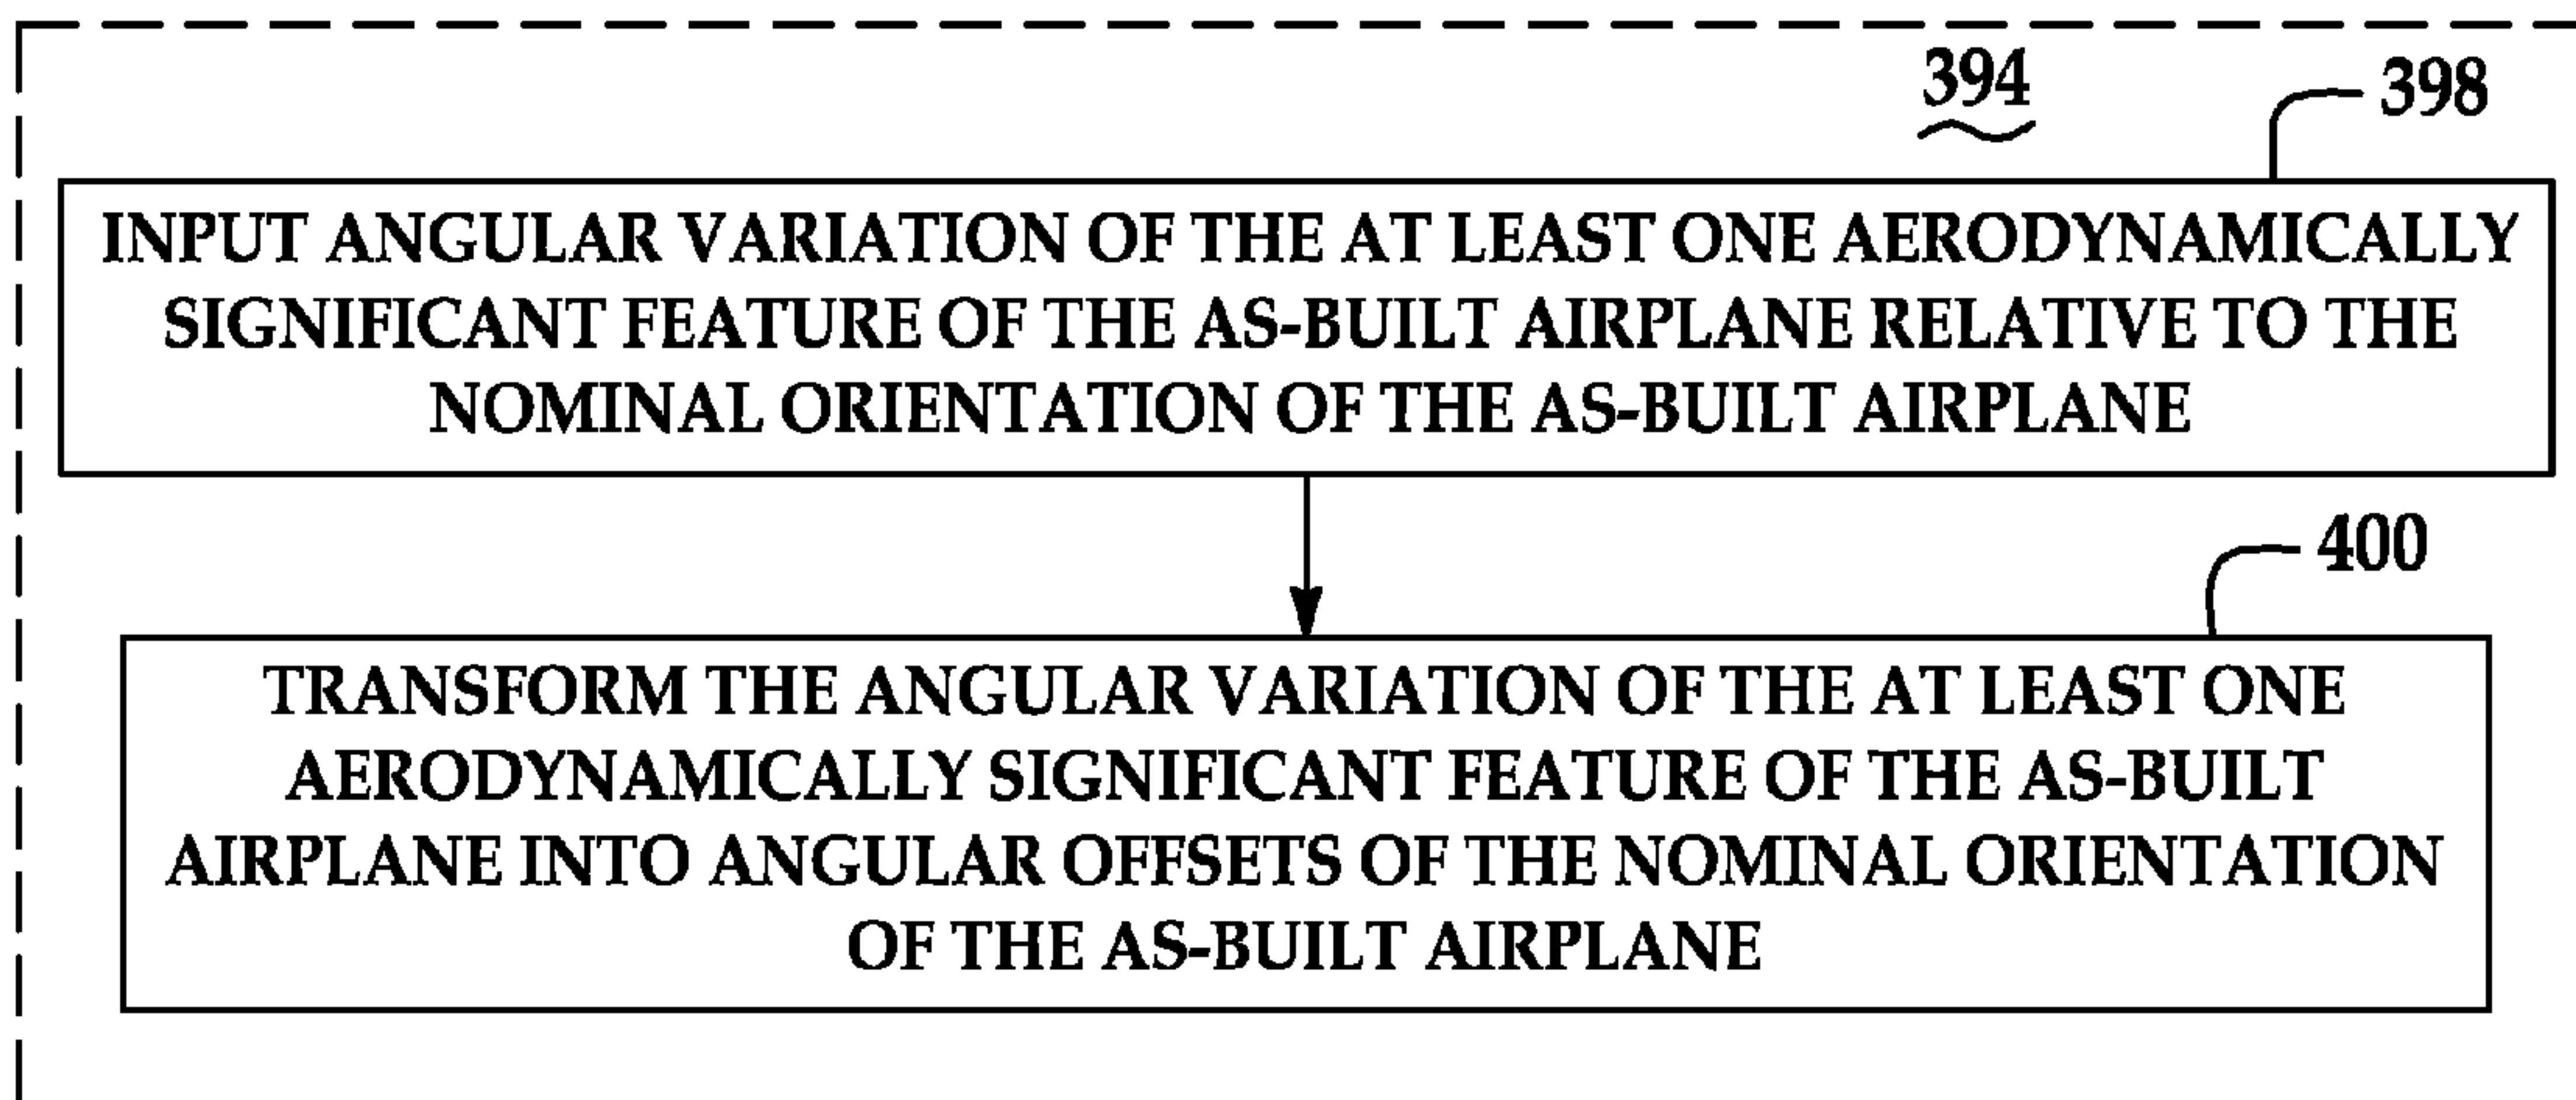 394
398
INPUT ANGULAR VARIATION OF THE AT LEAST ONE AERODYNAMICALLY
SIGNIFICANT FEATURE OF THE AS-BUILT AIRPLANE RELATIVE TO THE
NOMINAL ORIENTATION OF THE AS-BUILT AIRPLANE
400
TRANSFORM THE ANGULAR VARIATION OF THE AT LEAST ONE
AERODYNAMICALLY SIGNIFICANT FEATURE OF THE AS-BUILT
AIRPLANE INTO ANGULAR OFFSETS OF THE NOMINAL ORIENTATION
OF THE AS-BUILT AIRPLANE